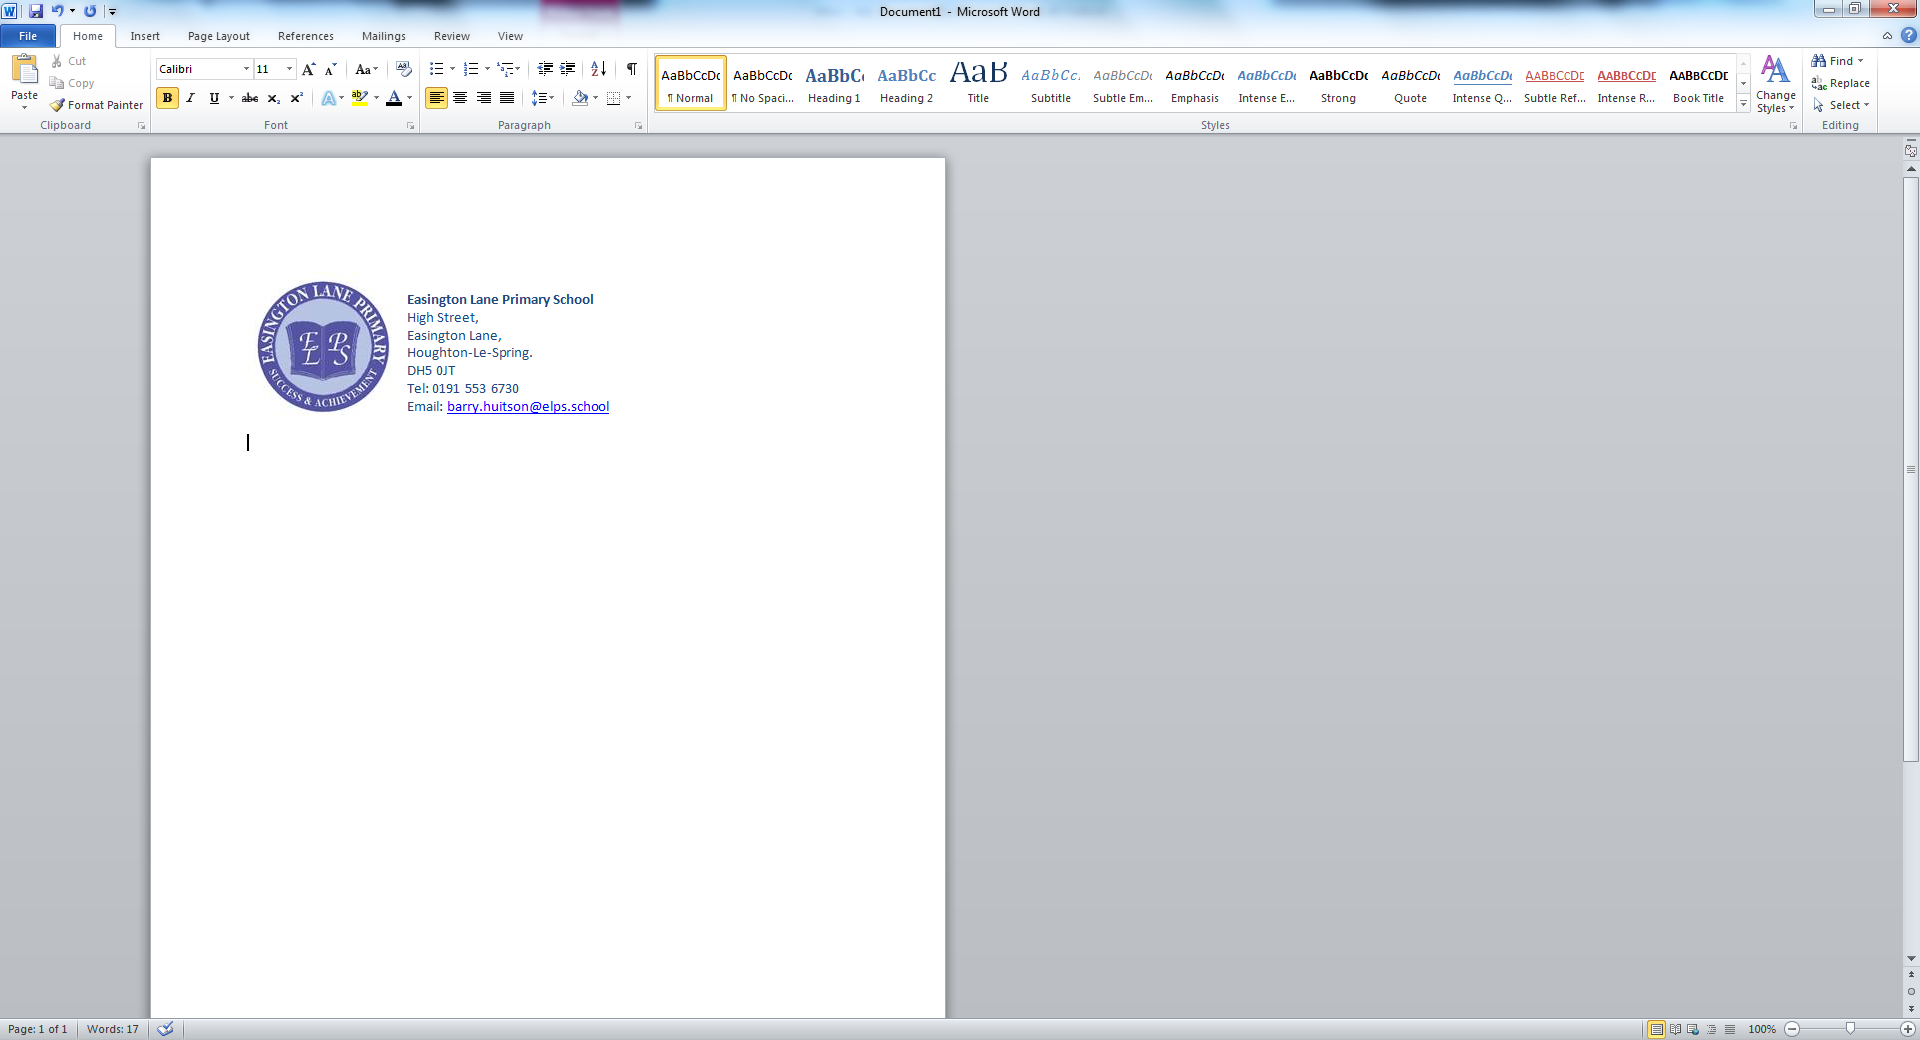 Document1 - Microsoft Word
File Home Insert Page Layout References Mailings Review View
Paste
Cut
Copy
Format Painter
Clipboard
Calibri 11
Font
Paragraph
AaBbCcDc AaBbCcDc AaBbCc AaBbCc AaB AaBbCc. AaBbCcDc AaBbCcDc AaBbCcDc AaBbCcDc AaBbCcDc AaBbCcDc AABBCCDE AABBCCDE AABBCCDE
¶ Normal ¶ No Spaci... Heading 1 Heading 2 Title Subtitle Subtle Em... Emphasis Intense E... Strong Quote Intense Q... Subtle Ref... Intense R... Book Title
Styles
Change
Styles
Find
Replace
Select
Editing
EASINGTON LANE PRIMARY
E P
L S
SUCCESS & ACHIEVEMENT
Easington Lane Primary School
High Street,
Easington Lane,
Houghton-Le-Spring.
DH5 0JT
Tel: 0191 553 6730
Email: barry.huitson@elps.school
Page: 1 of 1 Words: 17 100%